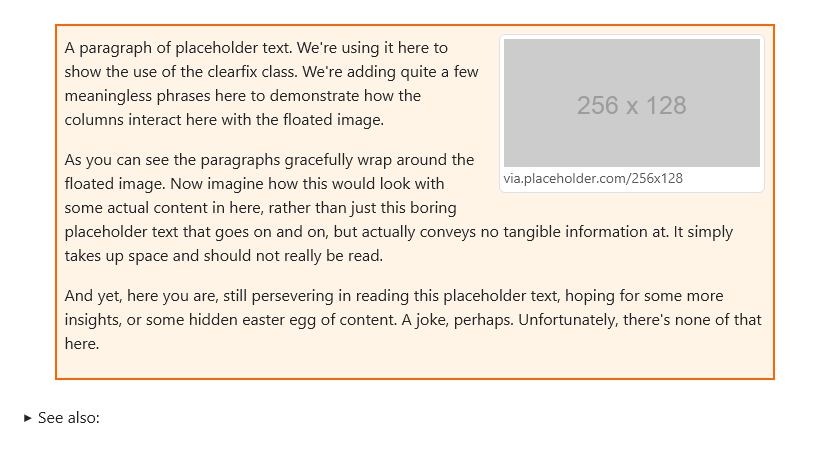 A paragraph of placeholder text. We're using it here to
show the use of the clearfix class. We're adding quite a few
meaningless phrases here to demonstrate how the
columns interact here with the floated image.
256 x 128
via.placeholder.com/256x128
As you can see the paragraphs gracefully wrap around the
floated image. Now imagine how this would look with
some actual content in here, rather than just this boring
placeholder text that goes on and on, but actually conveys no tangible information at. It simply
takes up space and should not really be read.
And yet, here you are, still persevering in reading this placeholder text, hoping for some more
insights, or some hidden easter egg of content. A joke, perhaps. Unfortunately, there's none of that
here.
See also: